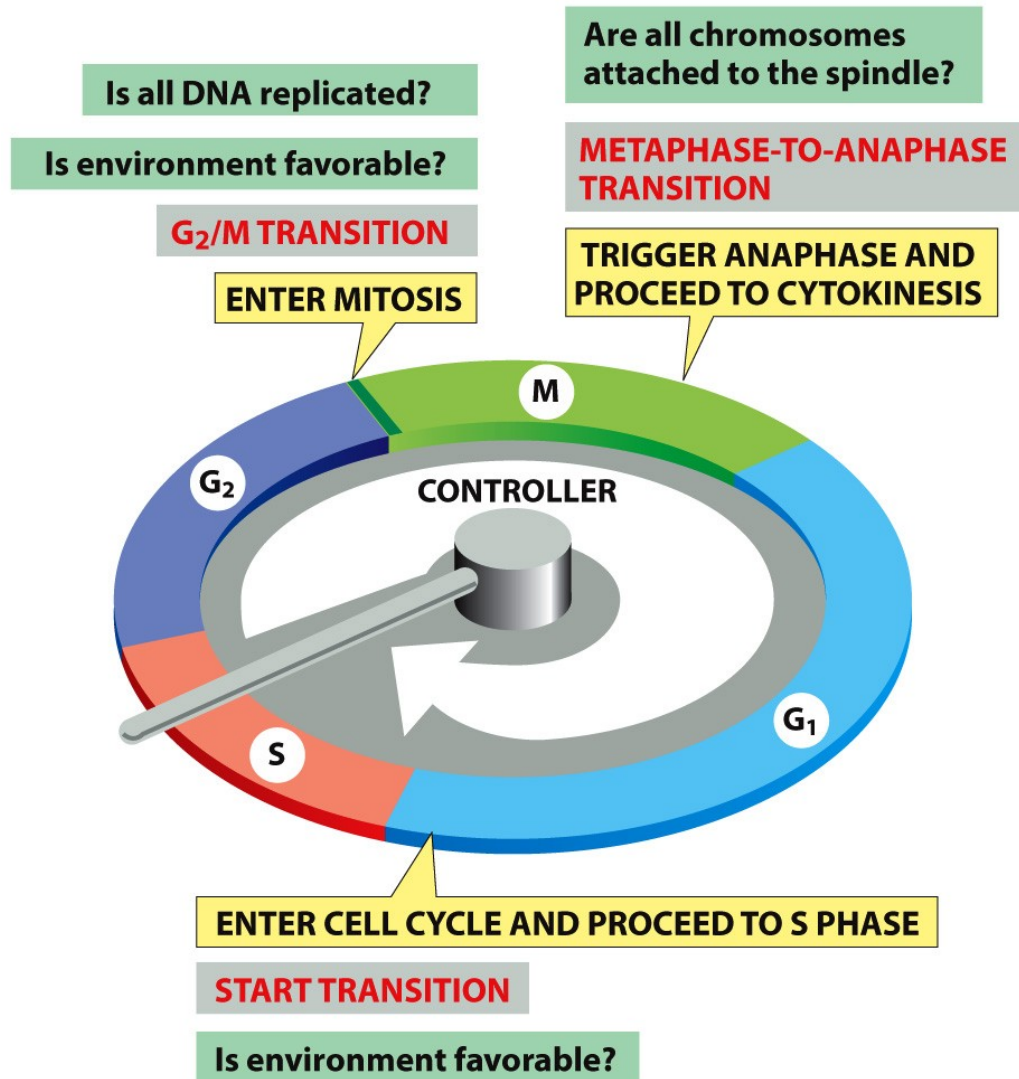 Is all DNA replicated?
Is environment favorable?
G₂/M TRANSITION
ENTER MITOSIS
Are all chromosomes
attached to the spindle?
METAPHASE-TO-ANAPHASE
TRANSITION
TRIGGER ANAPHASE AND
PROCEED TO CYTOKINESIS
M
G₂
CONTROLLER
G₁
S
ENTER CELL CYCLE AND PROCEED TO S PHASE
START TRANSITION
Is environment favorable?